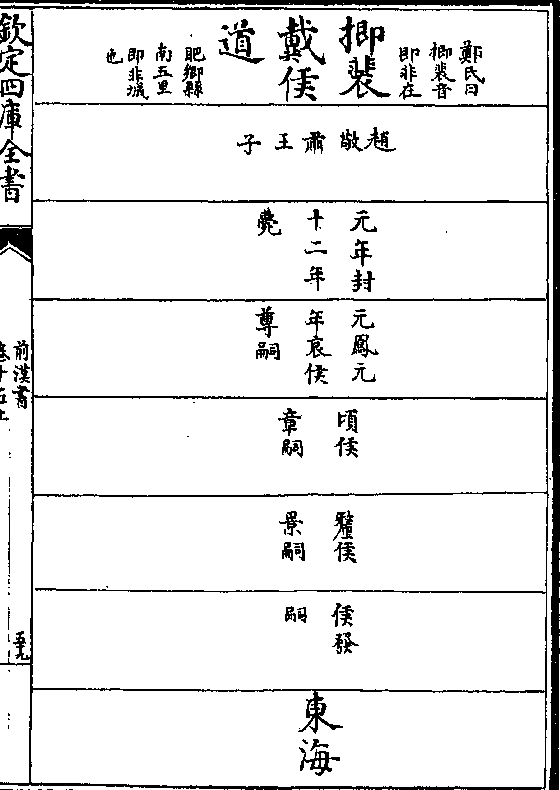 鄭氏曰
揤裴音
即非在
揤裴
戴侯
道
肥鄉縣
南五里
即非城
也
趙敬肅王子
元年封
十二年
薨
元鳳元
年哀侯
尊嗣
頃侯
章嗣
釐侯
景嗣
侯發
嗣
東海
欽定四庫全書
前漢書
卷十五上